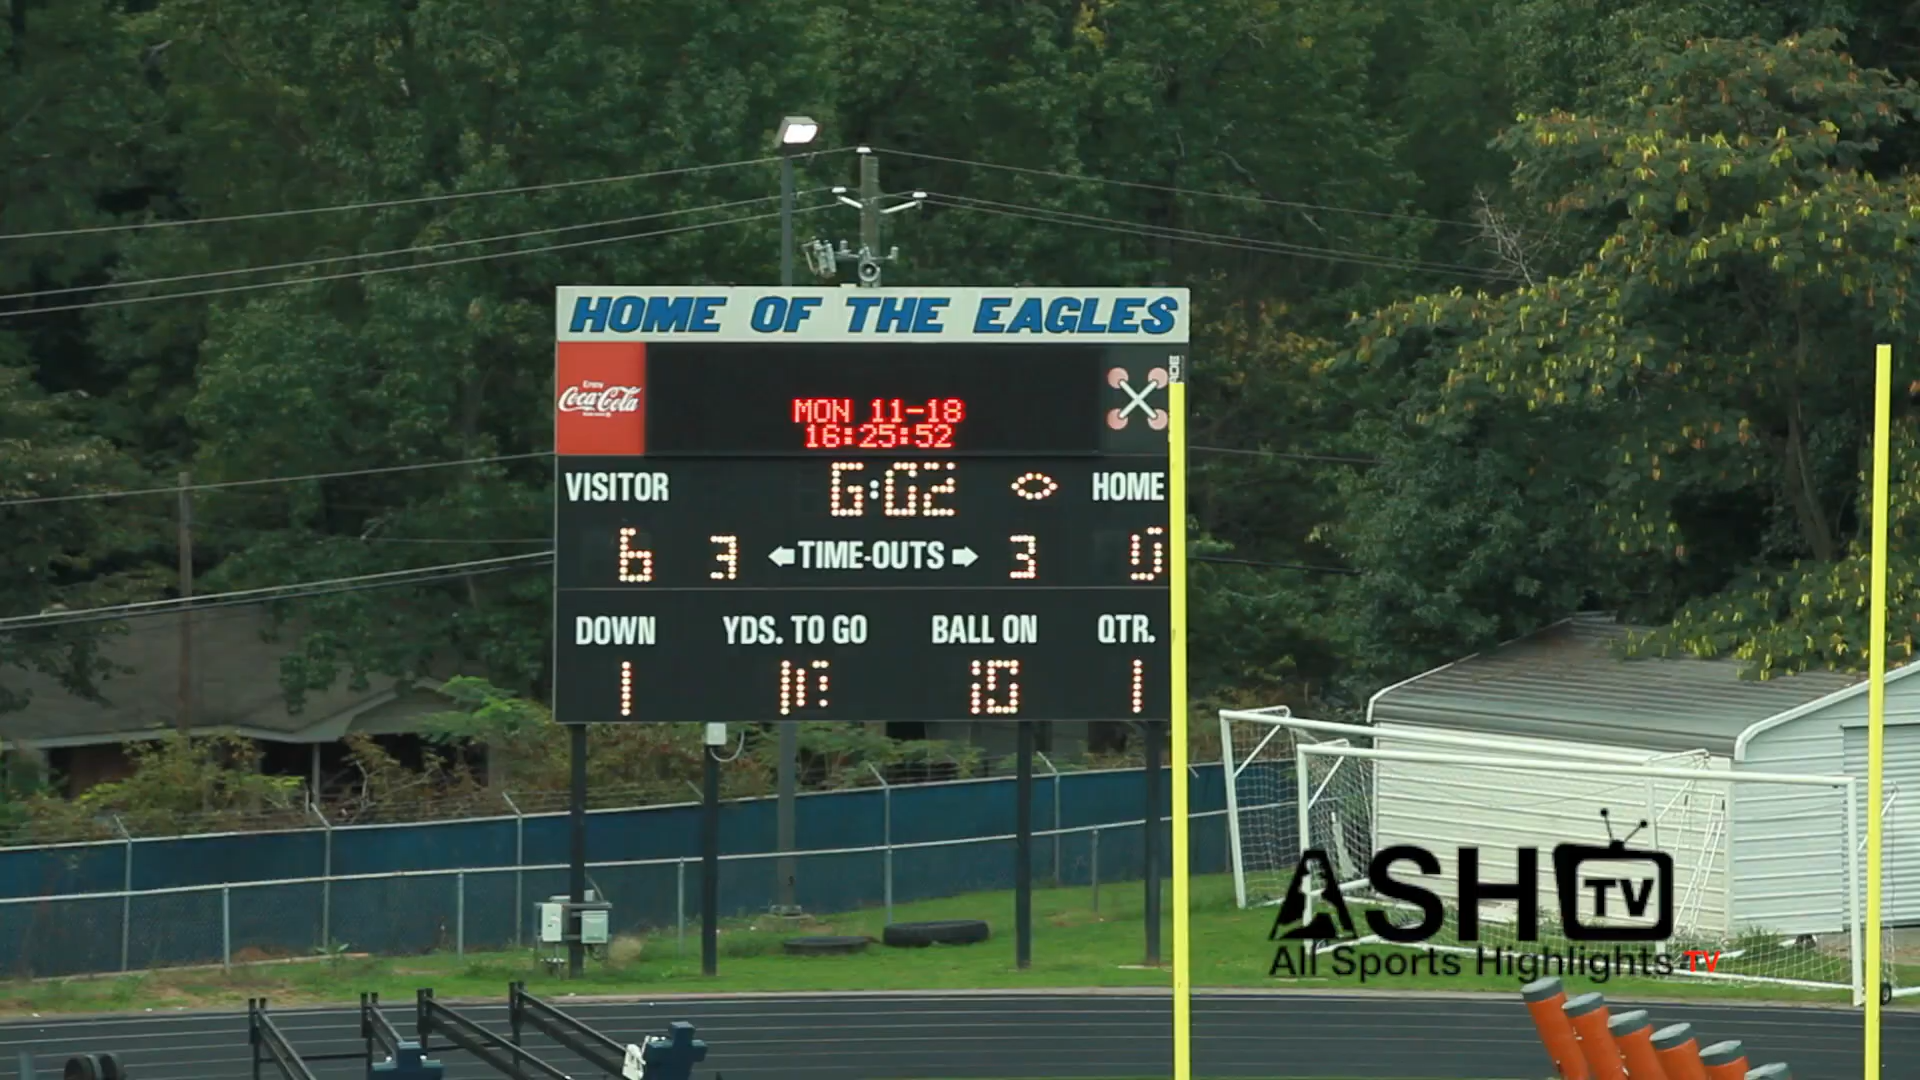 HOME OF THE EAGLES
Enjoy
Coca-Cola
MON 11-18
16:25:52
VISITOR 6:02 HOME
6 3 TIME-OUTS 3 0
DOWN YDS. TO GO BALL ON QTR.
1 10 1
ASH TV
All Sports Highlights.TV